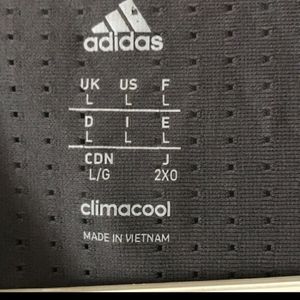 adidas
UK US F
L L L
D I E
L L L
CDN J
L/G 2XO
climacool
MADE IN VIETNAM